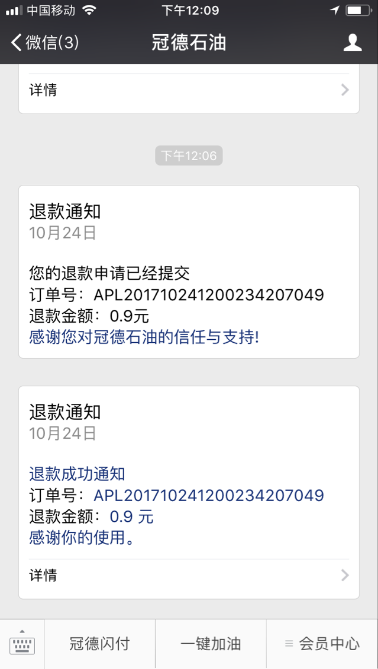 中国移动
下午12:09
微信(3)
冠德石油
详情
下午12:06
退款通知
10月24日
您的退款申请已经提交
订单号：APL201710241200234207049
退款金额：0.9元
感谢您对冠德石油的信任与支持!
退款通知
10月24日
退款成功通知
订单号：APL201710241200234207049
退款金额：0.9 元
感谢你的使用。
详情
冠德闪付
一键加油
会员中心